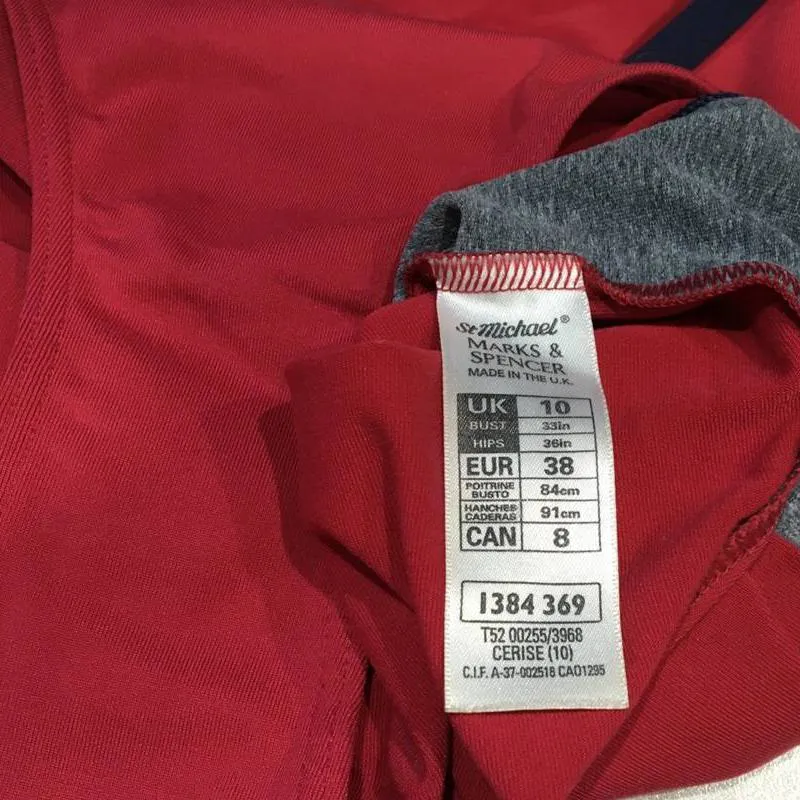 St Michael®
MARKS &
SPENCER
MADE IN THE U.K.
UK 10
BUST 33in
HIPS 36in
EUR 38
POITRINE BUSTO 84cm
HANCHES CADERAS 91cm
CAN 8
1384 369
T52 00255/3968
CERISE (10)
C.I.F. A-37-002518 CA01295